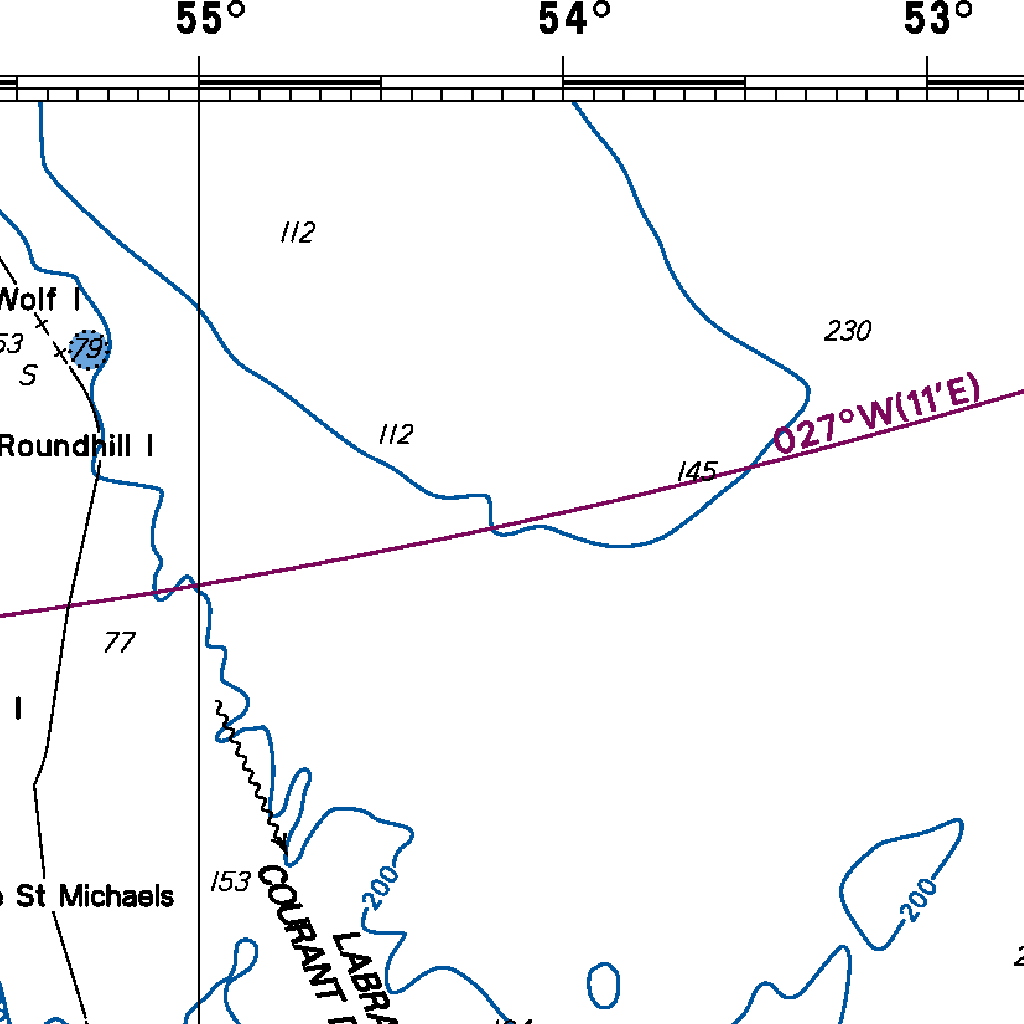 55° 54° 53°
112
230
Wolf I
53 79
S
027°W(11'E)
112
Roundhill I
145
77
I
153
St Michaels
200
200
COURANT
LABRA